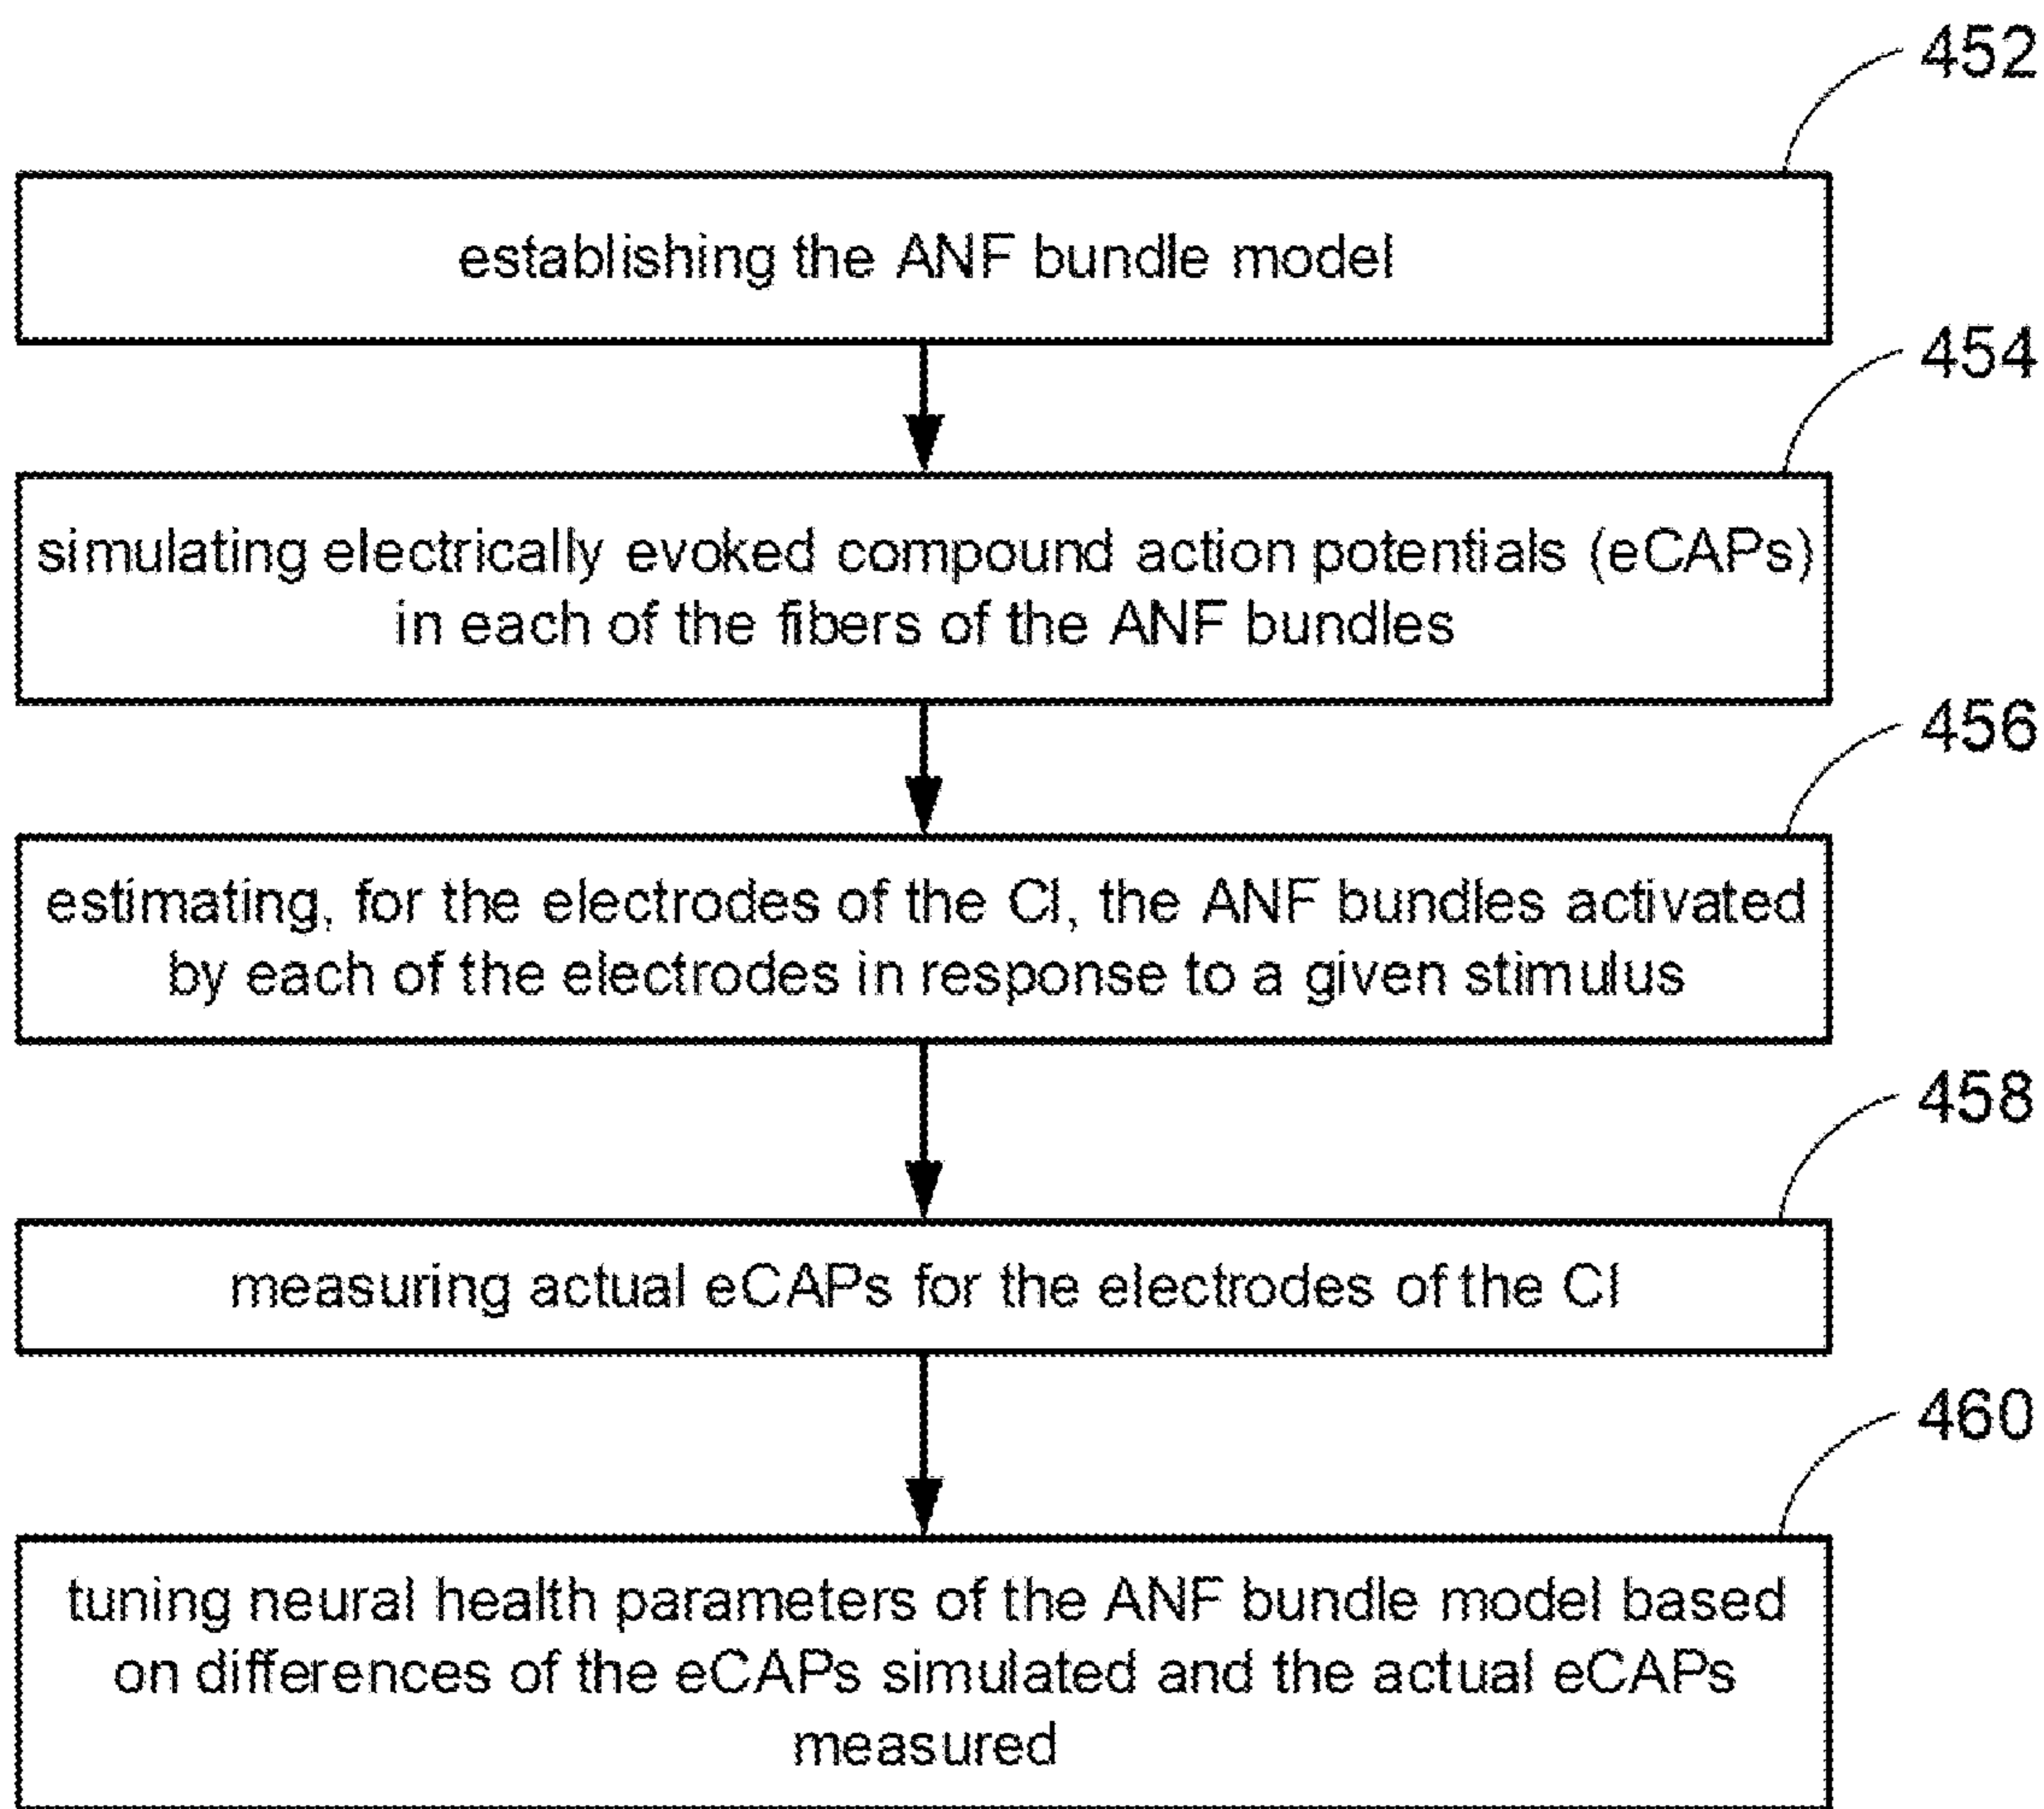 452
establishing the ANF bundle model
454
simulating electrically evoked compound action potentials (eCAPs)
in each of the fibers of the ANF bundles
456
estimating, for the electrodes of the CI, the ANF bundles activated
by each of the electrodes in response to a given stimulus
458
measuring actual eCAPs for the electrodes of the CI
460
tuning neural health parameters of the ANF bundle model based
on differences of the eCAPs simulated and the actual eCAPs
measured